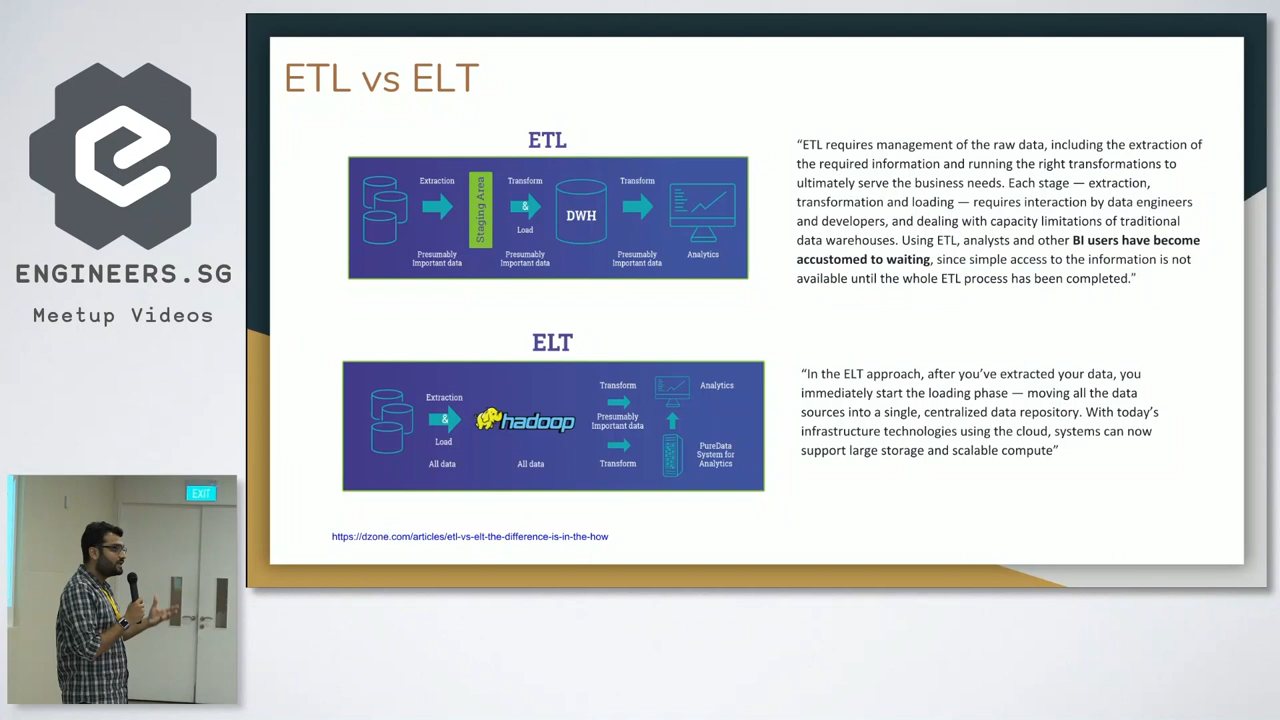 ENGINEERS.SG
Meetup Videos
EXIT
ETL vs ELT
ETL
Extraction
Staging Area
Transform
&
Load
DWH
Transform
Presumably
Important data
Presumably
Important data
Presumably
Important data
Analytics
“ETL requires management of the raw data, including the extraction of
the required information and running the right transformations to
ultimately serve the business needs. Each stage — extraction,
transformation and loading — requires interaction by data engineers
and developers, and dealing with capacity limitations of traditional
data warehouses. Using ETL, analysts and other BI users have become
accustomed to waiting, since simple access to the information is not
available until the whole ETL process has been completed.”
ELT
Extraction
&
Load
All data
hadoop
All data
Transform
Presumably
Important data
Transform
Analytics
PureData
System for
Analytics
“In the ELT approach, after you’ve extracted your data, you
immediately start the loading phase — moving all the data
sources into a single, centralized data repository. With today’s
infrastructure technologies using the cloud, systems can now
support large storage and scalable compute”
https://dzone.com/articles/etl-vs-elt-the-difference-is-in-the-how